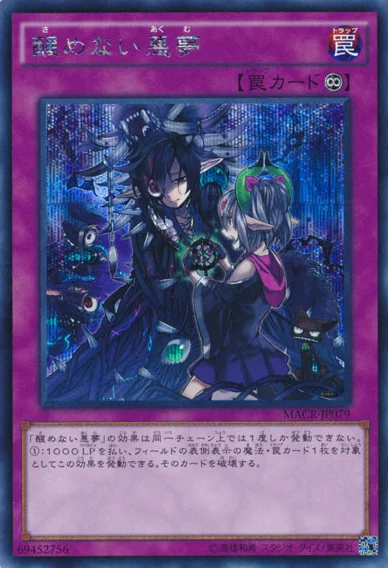 醒めない悪夢
罠
【罠カード】
MACR-JP079
「醒めない悪夢」の効果は同一チェーン上では1度しか発動できない。
①:1000LPを払い、フィールドの表側表示の魔法・罠カード1枚を対象
としてこの効果を発動できる。そのカードを破壊する。
69452756
©高橋和希 スタジオ・ダイス/集英社